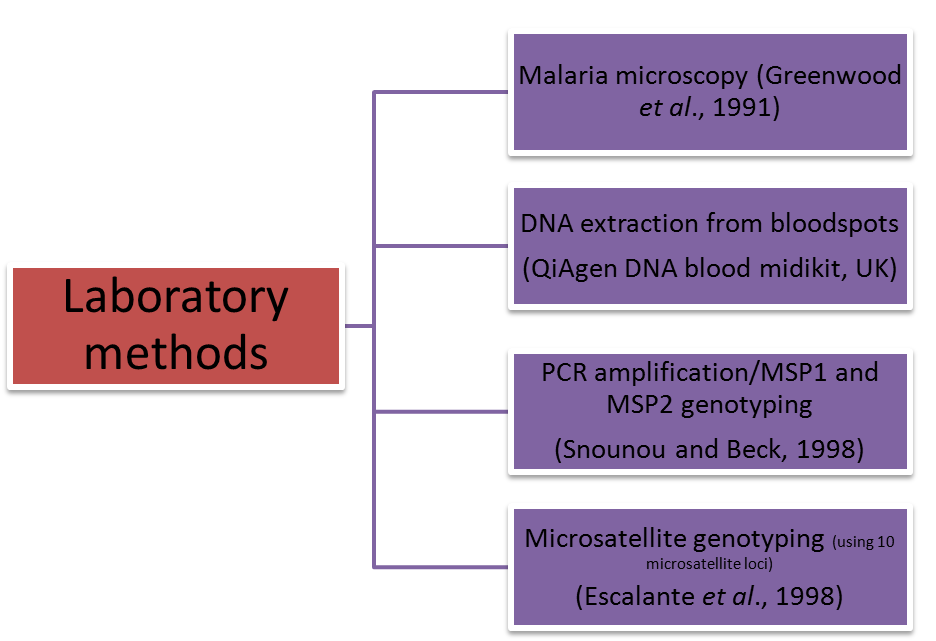 Laboratory
methods
Malaria microscopy (Greenwood
et al., 1991)
DNA extraction from bloodspots
(QiAgen DNA blood midikit, UK)
PCR amplification/MSP1 and
MSP2 genotyping
(Snounou and Beck, 1998)
Microsatellite genotyping (using 10
microsatellite loci)
(Escalante et al., 1998)